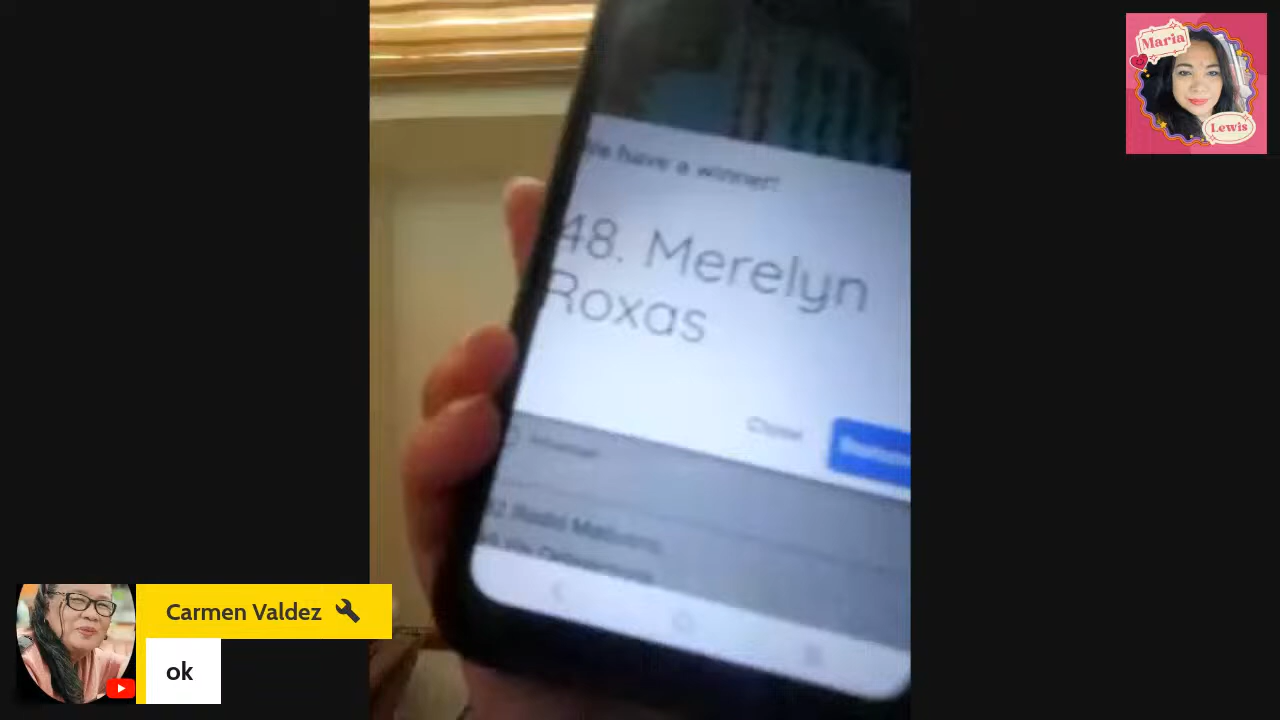 Maria
Lewis
We have a winner!
48. Merelyn
Roxas
Close
Carmen Valdez
ok